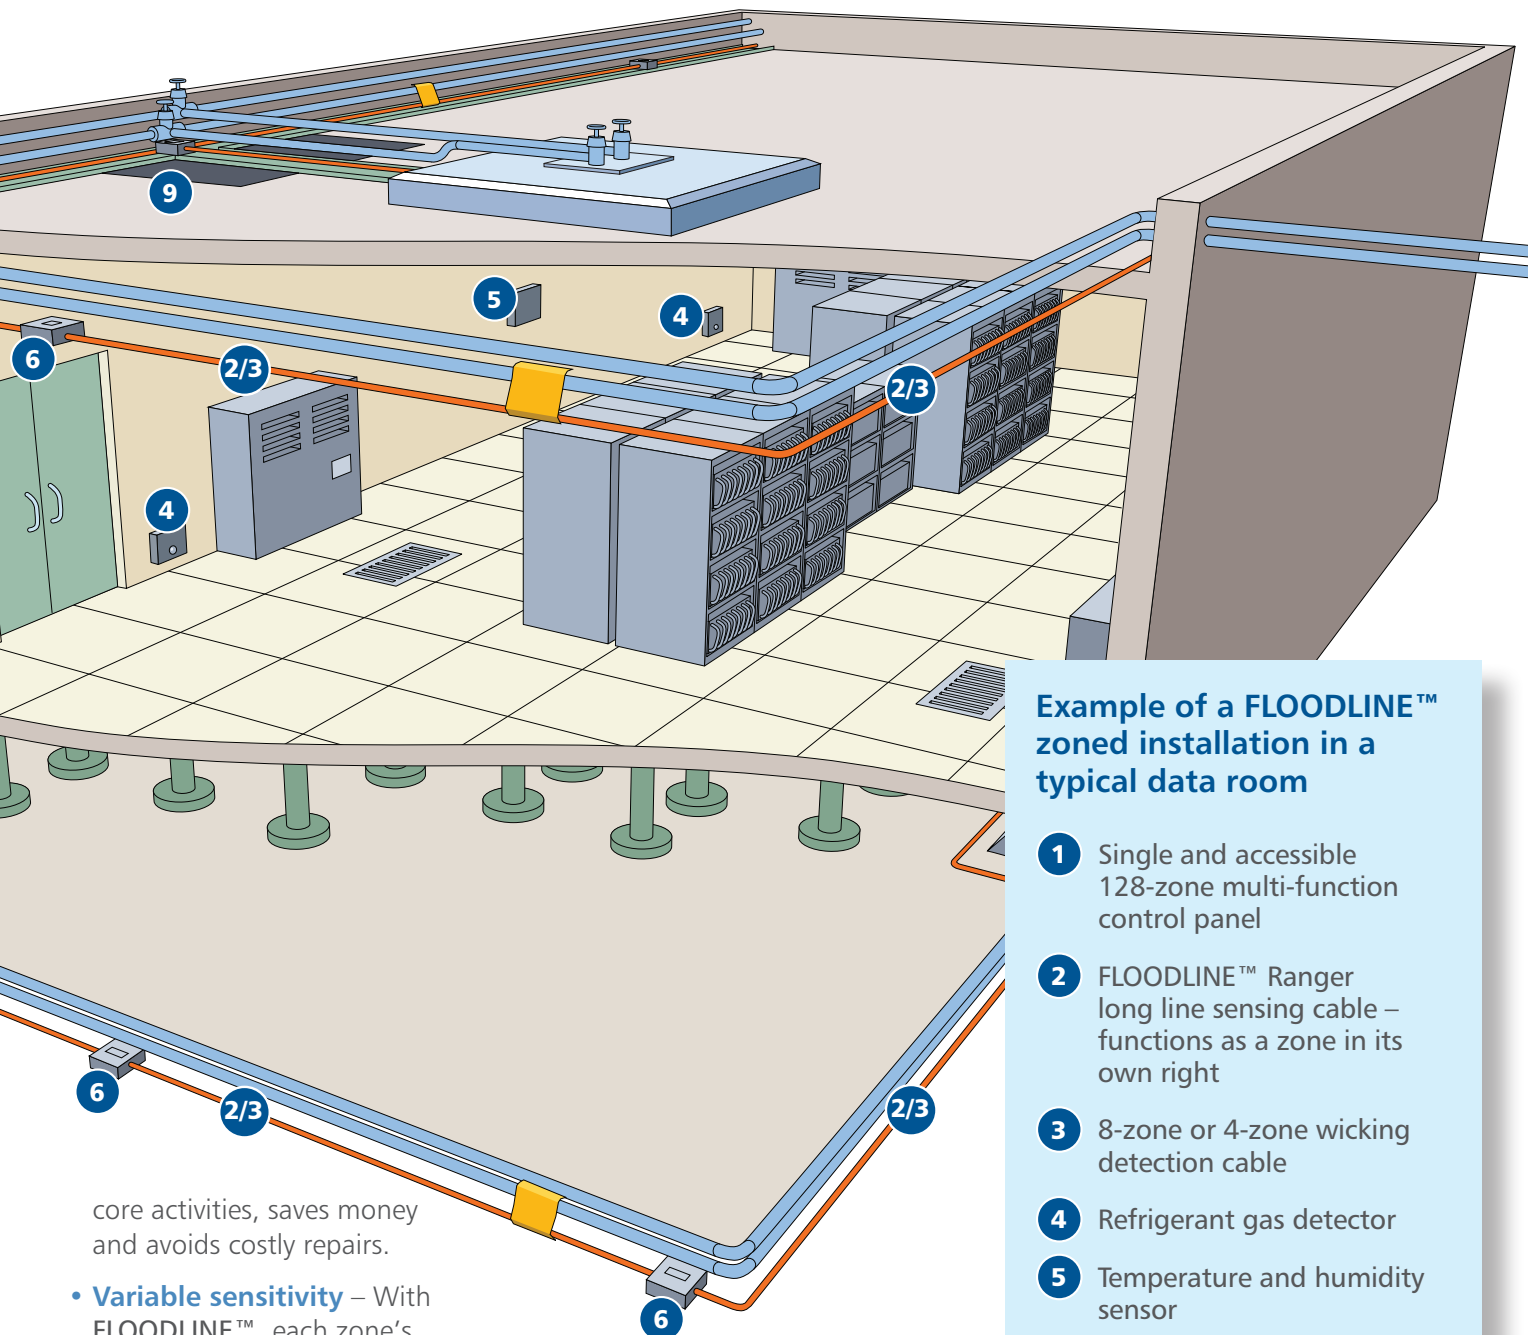 9
5
4
6
2/3
2/3
4
6
2/3
2/3
6
core activities, saves money
and avoids costly repairs.
• Variable sensitivity – With
FLOODLINE™, each zone's
Example of a FLOODLINE™
zoned installation in a
typical data room
1 Single and accessible
128-zone multi-function
control panel
2 FLOODLINE™ Ranger
long line sensing cable –
functions as a zone in its
own right
3 8-zone or 4-zone wicking
detection cable
4 Refrigerant gas detector
5 Temperature and humidity
sensor